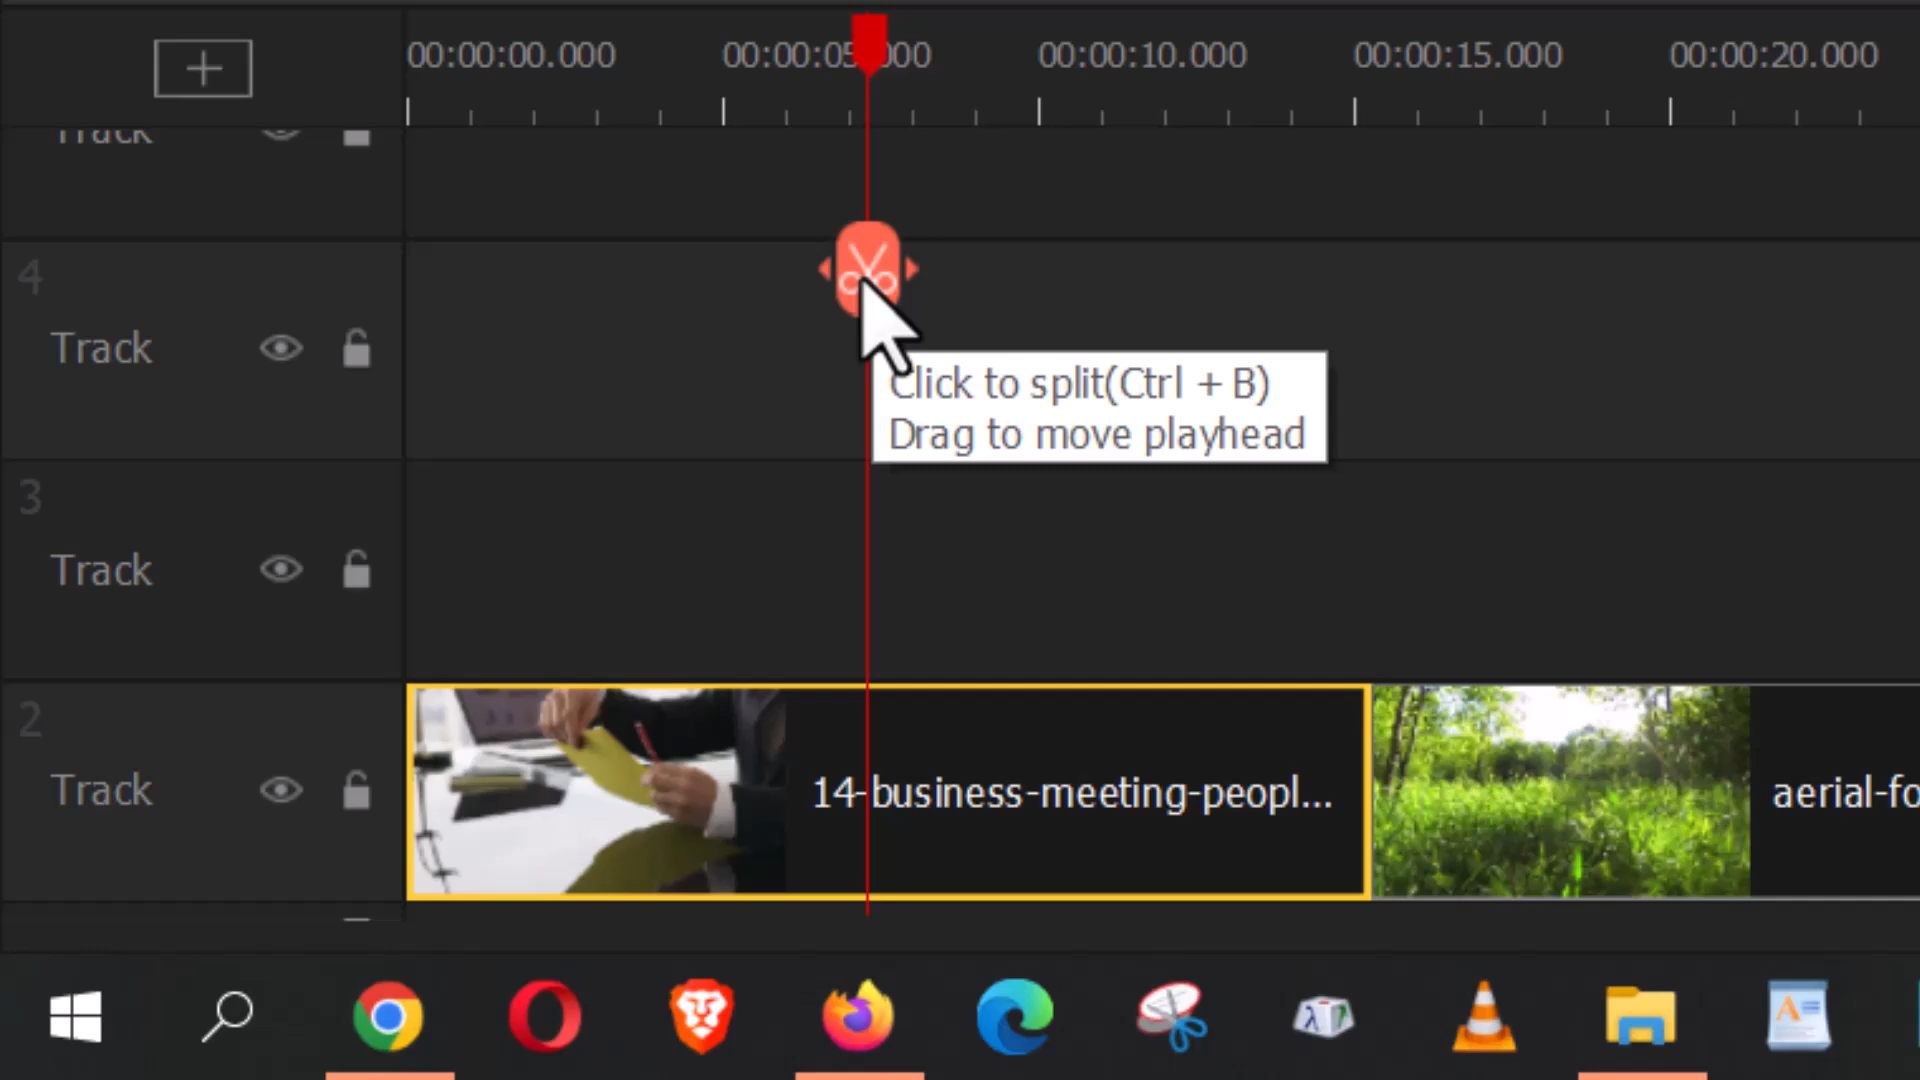 00:00:00.000 00:00:05.000 00:00:10.000 00:00:15.000 00:00:20.000
Track
4
Track
Click to split(Ctrl + B)
Drag to move playhead
3
Track
2
Track
14-business-meeting-peopl...
aerial-fo